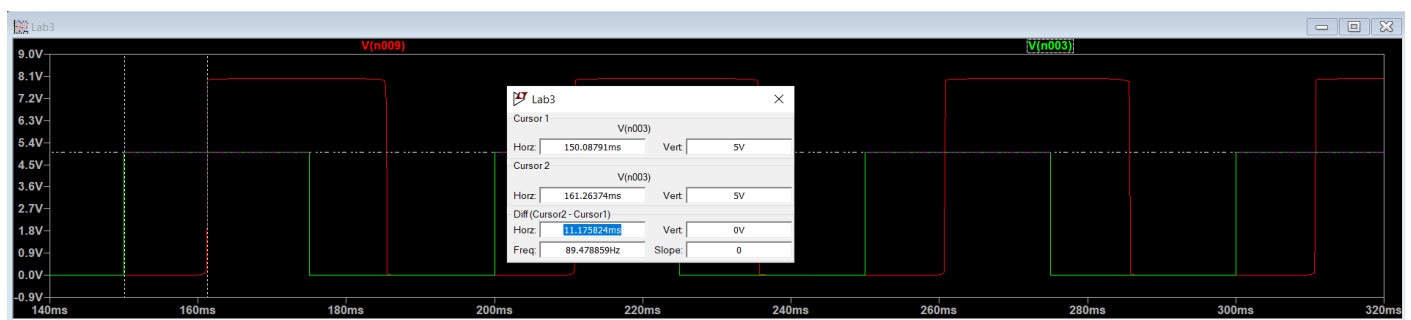 Lab3
V(n009) V(n003)
9.0V
8.1V
7.2V
6.3V
5.4V
4.5V
3.6V
2.7V
1.8V
0.9V
0.0V
-0.9V
140ms 160ms 180ms 200ms 220ms 240ms 260ms 280ms 300ms 320ms
Lab3
Cursor 1
V(n003)
Horz: 150.08791ms Vert: 5V
Cursor 2
V(n003)
Horz: 161.26374ms Vert: 5V
Diff (Cursor2 - Cursor1)
Horz: 11.175824ms Vert: 0V
Freq: 89.478859Hz Slope: 0